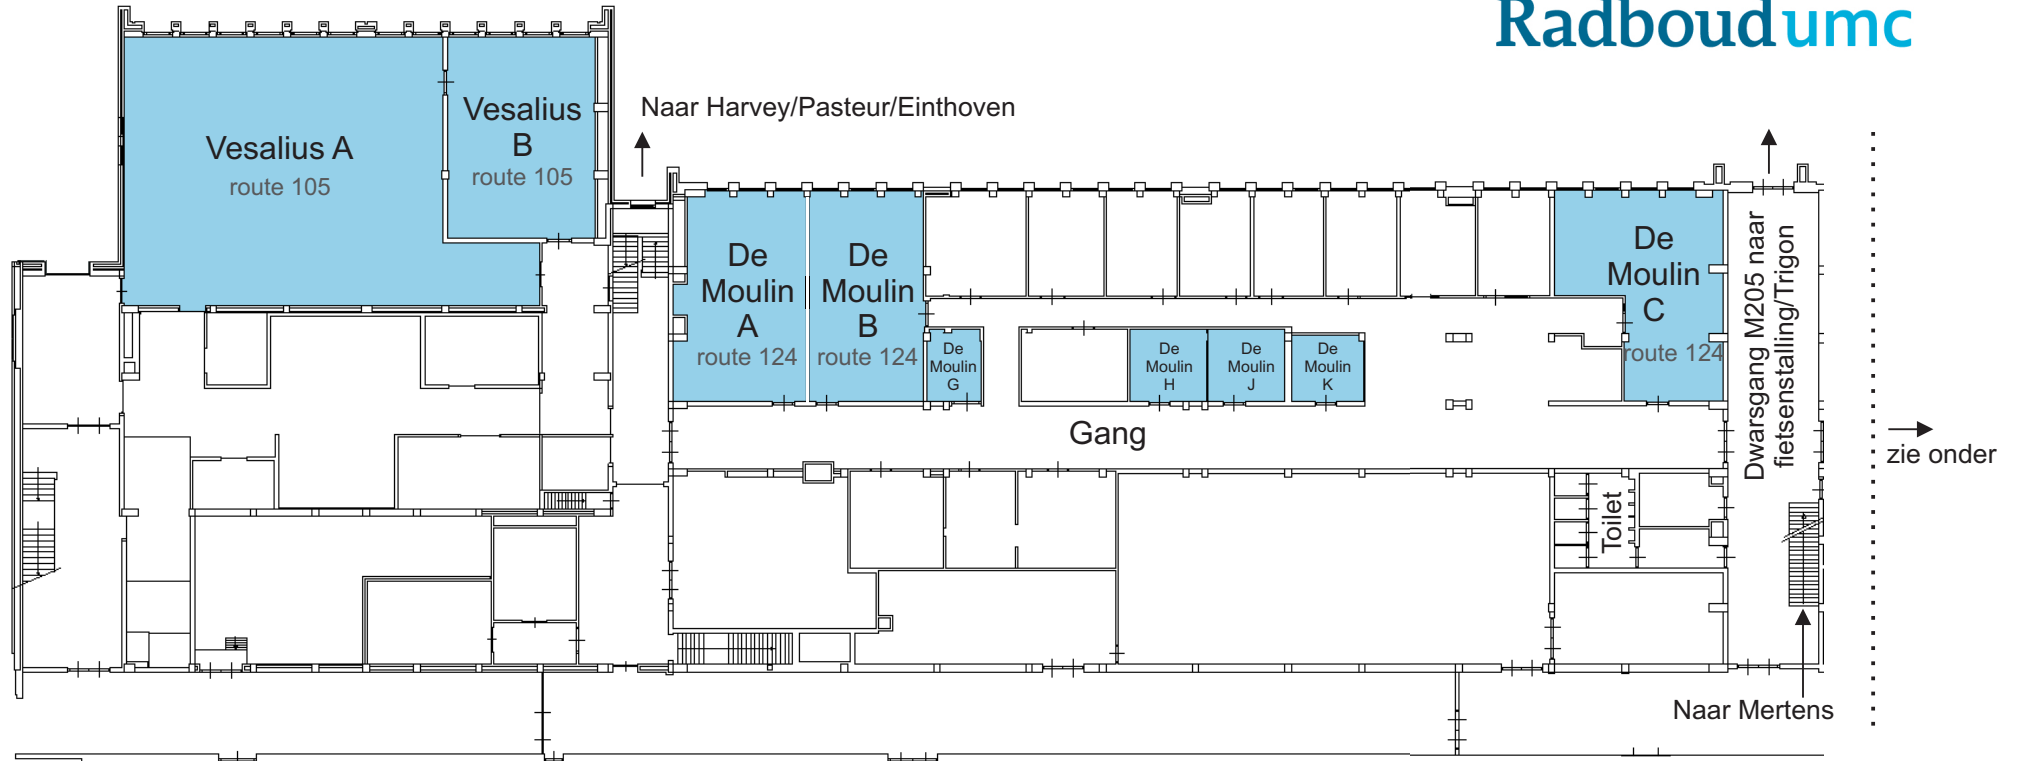 Radboudumc
Naar Harvey/Pasteur/Einthoven
Vesalius A
route 105
Vesalius
B
route 105
De
Moulin
A
route 124
De
Moulin
B
route 124
De
Moulin
G
De
Moulin
H
De
Moulin
J
De
Moulin
K
De
Moulin
C
route 124
Dwarsgang M205 naar
fietsenstalling/Trigon
Gang
zie onder
Toilet
Naar Mertens